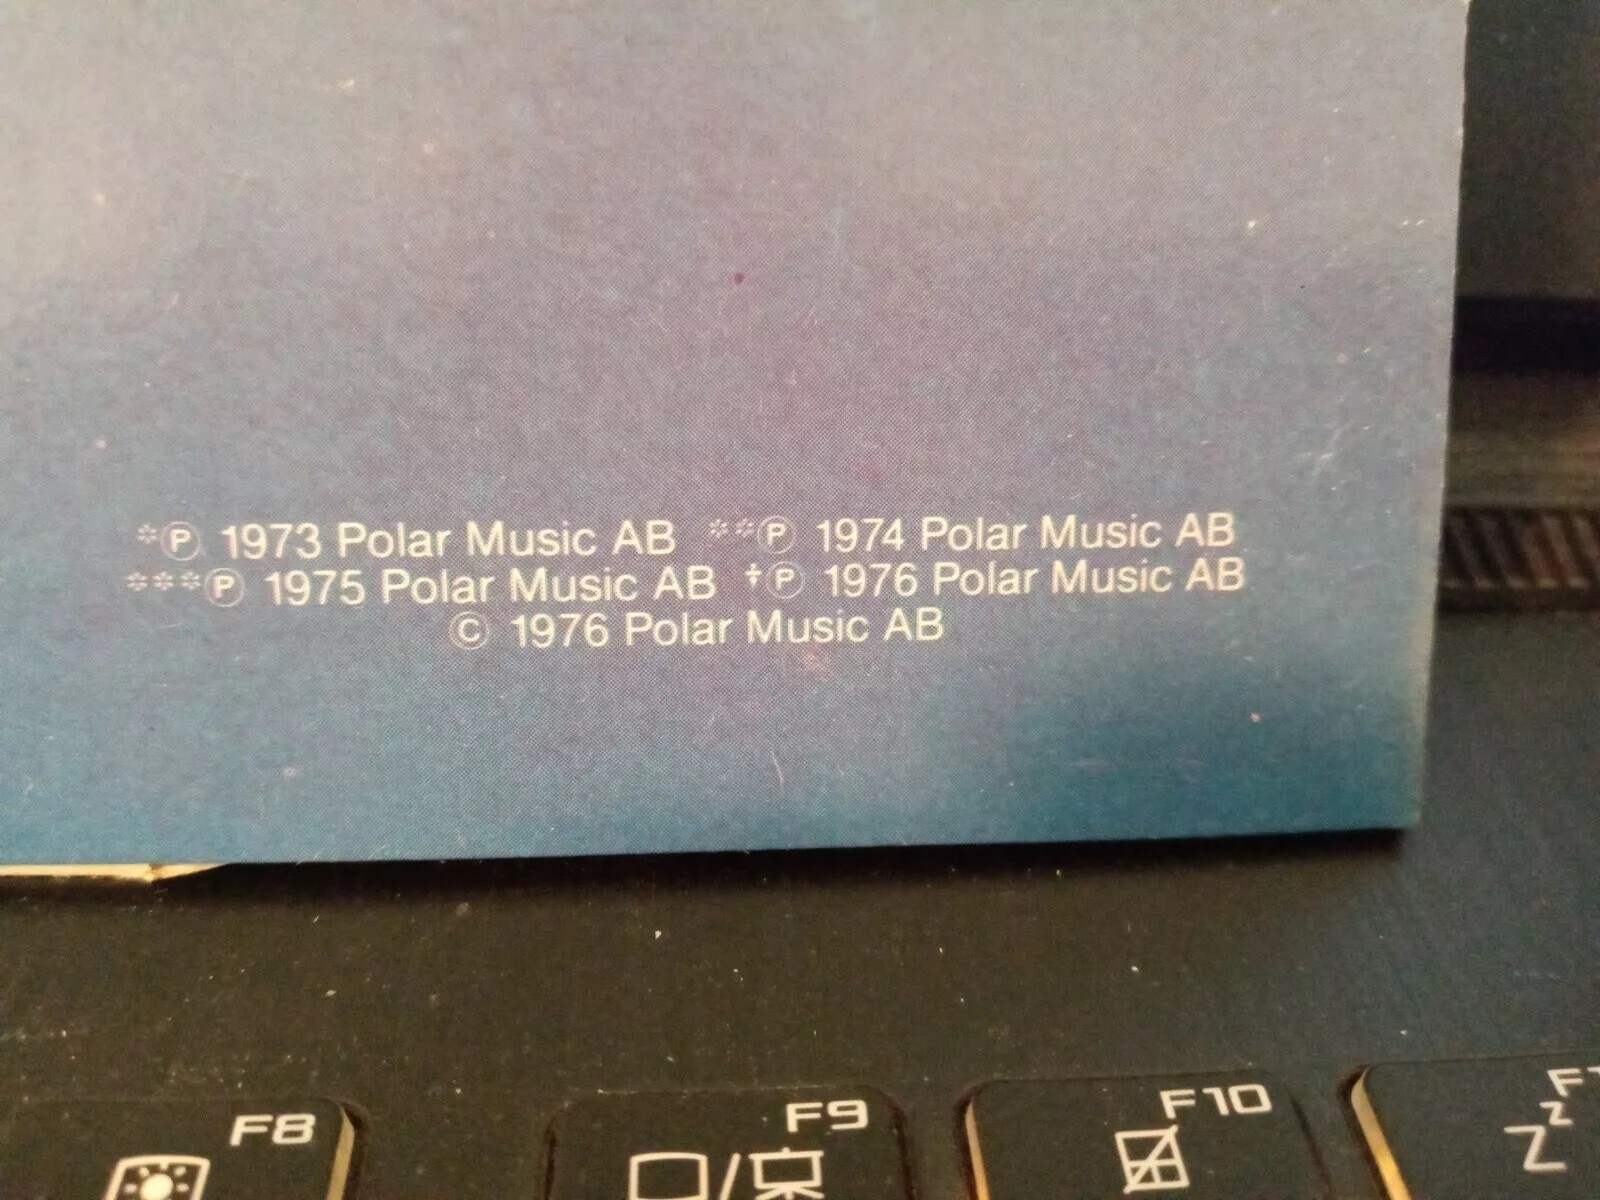 *Ⓟ 1973 Polar Music AB **Ⓟ 1974 Polar Music AB
***Ⓟ 1975 Polar Music AB †Ⓟ 1976 Polar Music AB
© 1976 Polar Music AB
F8
F9
F10
Z z